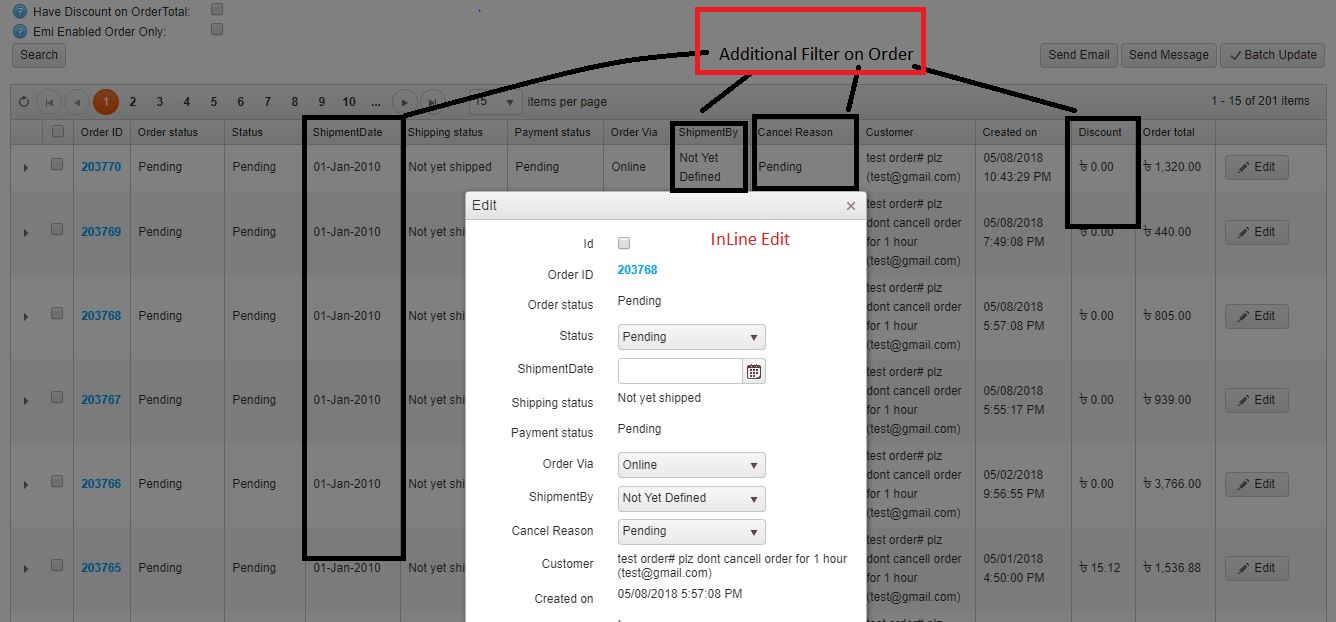 Have Discount on OrderTotal:
Emi Enabled Order Only:
Search
Additional Filter on Order
Send Email Send Message Batch Update
1 2 3 4 5 6 7 8 9 10 ... 15 items per page 1 - 15 of 201 items
Order ID Order status Status ShipmentDate Shipping status Payment status Order Via ShipmentBy Cancel Reason Customer Created on Discount Order total
203770 Pending Pending 01-Jan-2010 Not yet shipped Pending Online Not Yet Defined Pending test order# plz (test@gmail.com) 05/08/2018 10:43:29 PM ৳ 0.00 ৳ 1,320.00 Edit
203769 Pending Pending 01-Jan-2010 Not yet shi test order# plz dont cancell order for 1 hour (test@gmail.com) 05/08/2018 7:49:08 PM ৳ 0.00 ৳ 440.00 Edit
203768 Pending Pending 01-Jan-2010 Not yet shi test order# plz dont cancell order for 1 hour (test@gmail.com) 05/08/2018 5:57:08 PM ৳ 0.00 ৳ 805.00 Edit
203767 Pending Pending 01-Jan-2010 Not yet shi test order# plz dont cancell order for 1 hour (test@gmail.com) 05/08/2018 5:55:17 PM ৳ 0.00 ৳ 939.00 Edit
203766 Pending Pending 01-Jan-2010 Not yet shi test order# plz dont cancell order for 1 hour (test@gmail.com) 05/02/2018 9:56:55 PM ৳ 0.00 ৳ 3,766.00 Edit
203765 Pending Pending 01-Jan-2010 Not yet shi test order# plz dont cancell order for 1 hour (test@gmail.com) 05/01/2018 4:50:00 PM ৳ 15.12 ৳ 1,536.88 Edit
Edit
InLine Edit
Id
Order ID 203768
Order status Pending
Status Pending
ShipmentDate
Shipping status Not yet shipped
Payment status Pending
Order Via Online
ShipmentBy Not Yet Defined
Cancel Reason Pending
Customer test order# plz dont cancell order for 1 hour
(test@gmail.com)
Created on 05/08/2018 5:57:08 PM